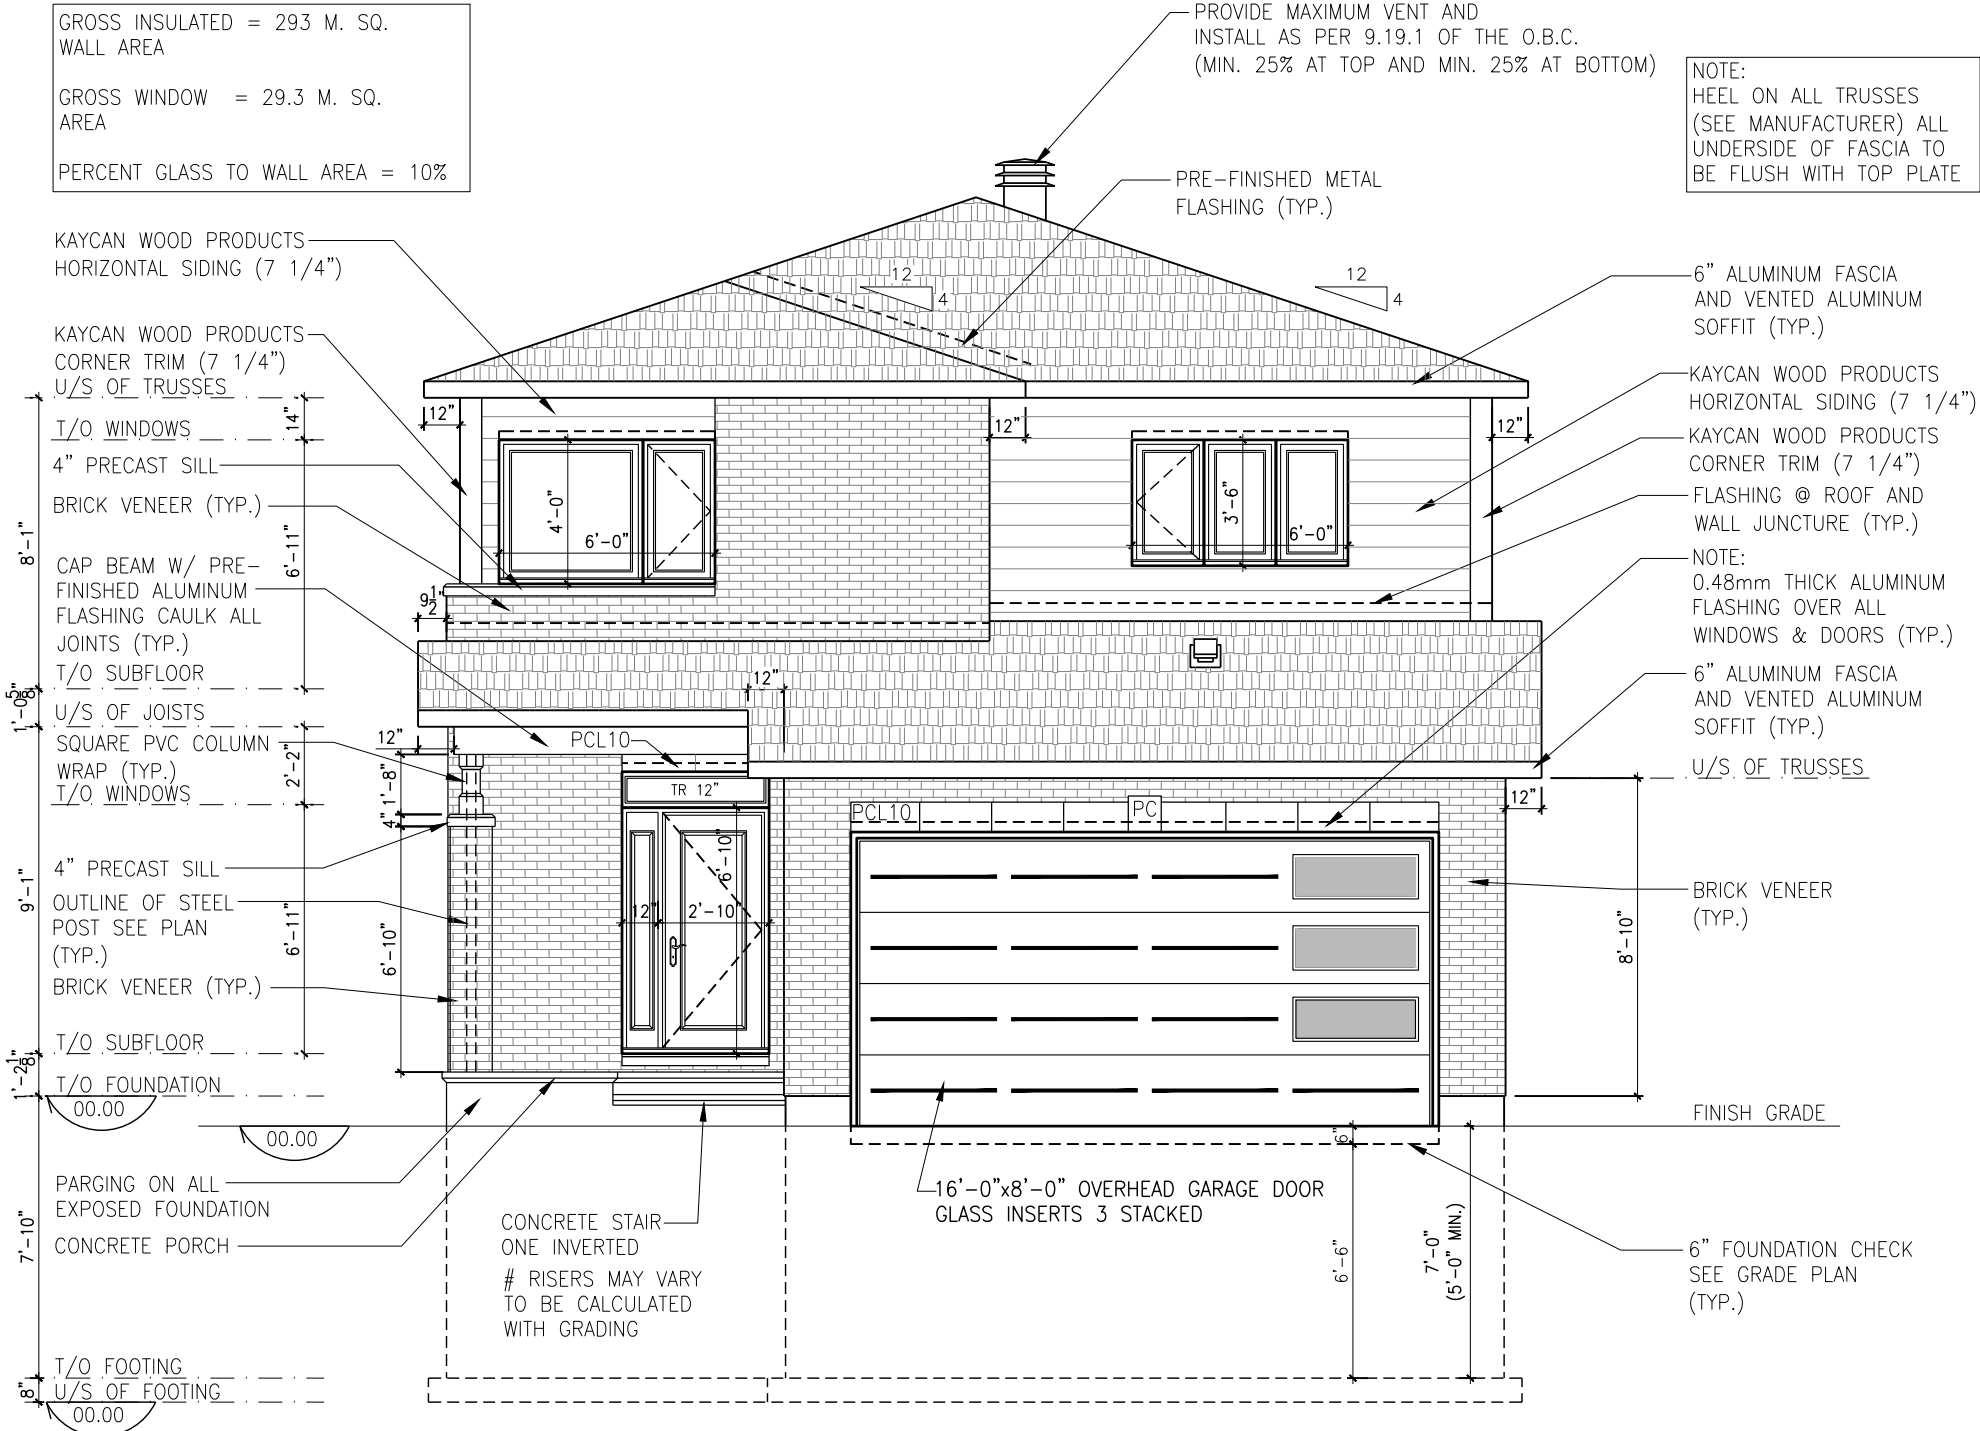 GROSS INSULATED = 293 M. SQ.
WALL AREA
GROSS WINDOW = 29.3 M. SQ.
AREA
PERCENT GLASS TO WALL AREA = 10%
PROVIDE MAXIMUM VENT AND
INSTALL AS PER 9.19.1 OF THE O.B.C.
(MIN. 25% AT TOP AND MIN. 25% AT BOTTOM)
NOTE:
HEEL ON ALL TRUSSES
(SEE MANUFACTURER) ALL
UNDERSIDE OF FASCIA TO
BE FLUSH WITH TOP PLATE
PRE-FINISHED METAL
FLASHING (TYP.)
KAYCAN WOOD PRODUCTS
HORIZONTAL SIDING (7 1/4")
KAYCAN WOOD PRODUCTS
CORNER TRIM (7 1/4")
U/S OF TRUSSES
T/O WINDOWS
4" PRECAST SILL
BRICK VENEER (TYP.)
CAP BEAM W/ PRE-
FINISHED ALUMINUM
FLASHING CAULK ALL
JOINTS (TYP.)
T/O SUBFLOOR
U/S OF JOISTS
SQUARE PVC COLUMN
WRAP (TYP.)
T/O WINDOWS
4" PRECAST SILL
OUTLINE OF STEEL
POST SEE PLAN
(TYP.)
BRICK VENEER (TYP.)
T/O SUBFLOOR
T/O FOUNDATION
00.00
00.00
PARGING ON ALL
EXPOSED FOUNDATION
CONCRETE PORCH
T/O FOOTING
U/S OF FOOTING
00.00
8'-1"
1'-0 5/8"
9'-1"
1'-2 1/8"
7'-10"
8"
14"
6'-11"
2'-2"
6'-11"
12"
1'-8"
4"
6'-10"
12"
9 1/2"
12
4
12
4
4'-0"
6'-0"
12"
3'-6"
6'-0"
12"
12"
PCL10
TR 12"
6'-10"
12"
2'-10"
PCL10
PC
12"
8'-10"
CONCRETE STAIR
ONE INVERTED
# RISERS MAY VARY
TO BE CALCULATED
WITH GRADING
16'-0"x8'-0" OVERHEAD GARAGE DOOR
GLASS INSERTS 3 STACKED
6"
6'-6"
7'-0"
(5'-0" MIN.)
6" ALUMINUM FASCIA
AND VENTED ALUMINUM
SOFFIT (TYP.)
KAYCAN WOOD PRODUCTS
HORIZONTAL SIDING (7 1/4")
KAYCAN WOOD PRODUCTS
CORNER TRIM (7 1/4")
FLASHING @ ROOF AND
WALL JUNCTURE (TYP.)
NOTE:
0.48mm THICK ALUMINUM
FLASHING OVER ALL
WINDOWS & DOORS (TYP.)
6" ALUMINUM FASCIA
AND VENTED ALUMINUM
SOFFIT (TYP.)
U/S OF TRUSSES
BRICK VENEER
(TYP.)
FINISH GRADE
6" FOUNDATION CHECK
SEE GRADE PLAN
(TYP.)